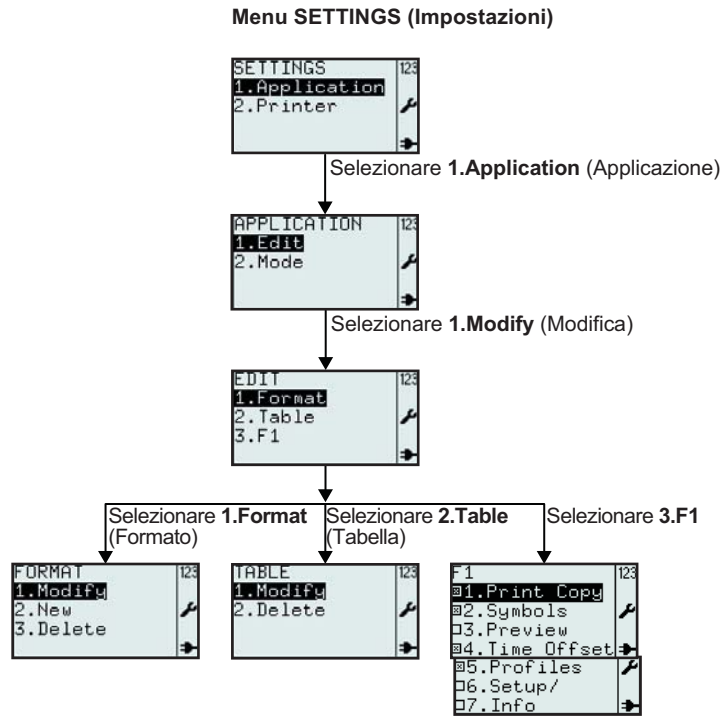 Menu SETTINGS (Impostazioni)
SETTINGS 123
1.Application
2.Printer
Selezionare 1.Application (Applicazione)
APPLICATION 123
1.Edit
2.Mode
Selezionare 1.Modify (Modifica)
EDIT 123
1.Format
2.Table
3.F1
Selezionare 1.Format
(Formato)
Selezionare 2.Table
(Tabella)
Selezionare 3.F1
FORMAT 123
1.Modify
2.New
3.Delete
TABLE 123
1.Modify
2.Delete
F1 123
1.Print Copy
2.Symbols
3.Preview
4.Time Offset
5.Profiles
6.Setup/
7.Info